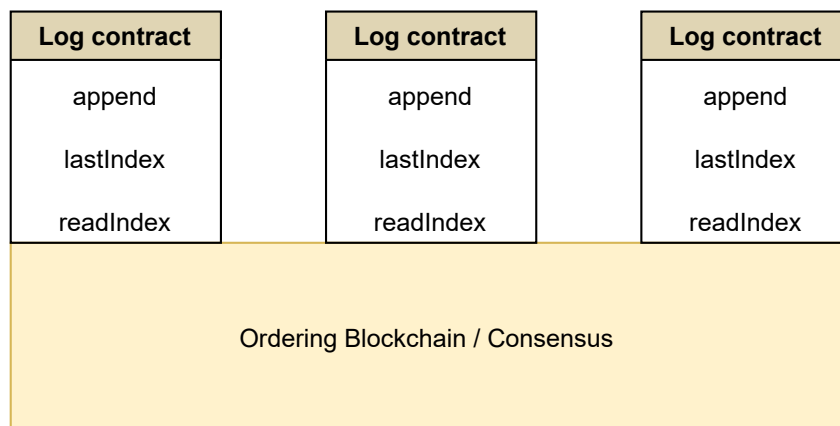 Log contract
append
lastIndex
readIndex
Log contract
append
lastIndex
readIndex
Log contract
append
lastIndex
readIndex
Ordering Blockchain / Consensus